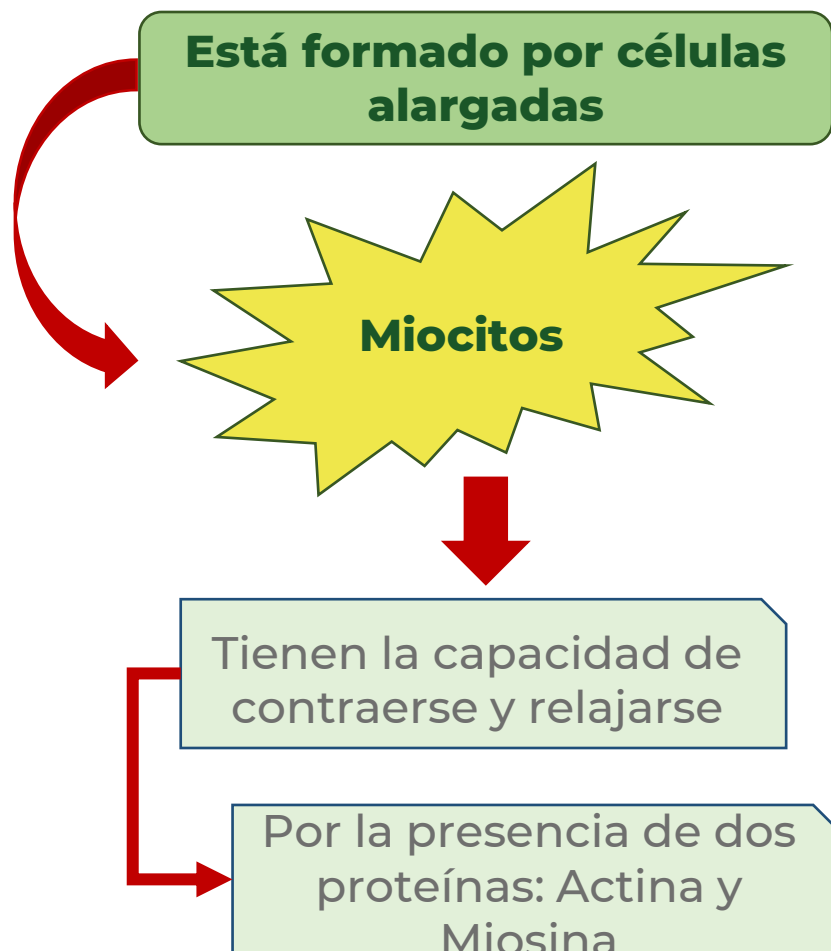 Está formado por células
alargadas
Miocitos
Tienen la capacidad de
contraerse y relajarse
Por la presencia de dos
proteínas: Actina y
Miosina